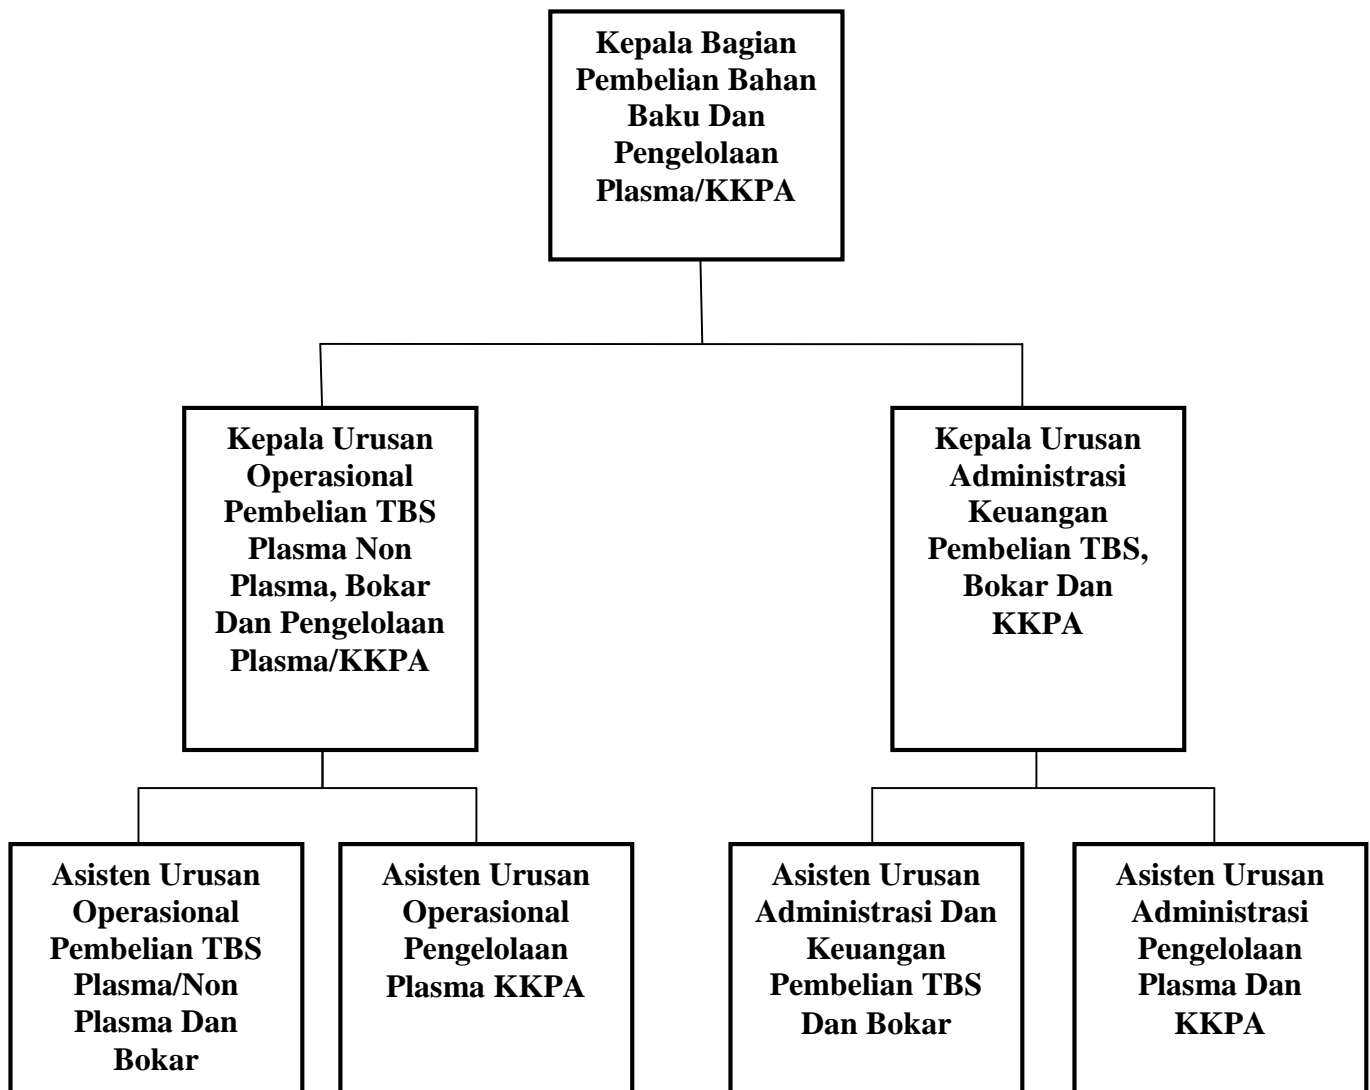 Kepala Bagian
Pembelian Bahan
Baku Dan
Pengelolaan
Plasma/KKPA
Kepala Urusan
Operasional
Pembelian TBS
Plasma Non
Plasma, Bokar
Dan Pengelolaan
Plasma/KKPA
Kepala Urusan
Administrasi
Keuangan
Pembelian TBS,
Bokar Dan
KKPA
Asisten Urusan
Operasional
Pembelian TBS
Plasma/Non
Plasma Dan
Bokar
Asisten Urusan
Operasional
Pengelolaan
Plasma KKPA
Asisten Urusan
Administrasi Dan
Keuangan
Pembelian TBS
Dan Bokar
Asisten Urusan
Administrasi
Pengelolaan
Plasma Dan
KKPA